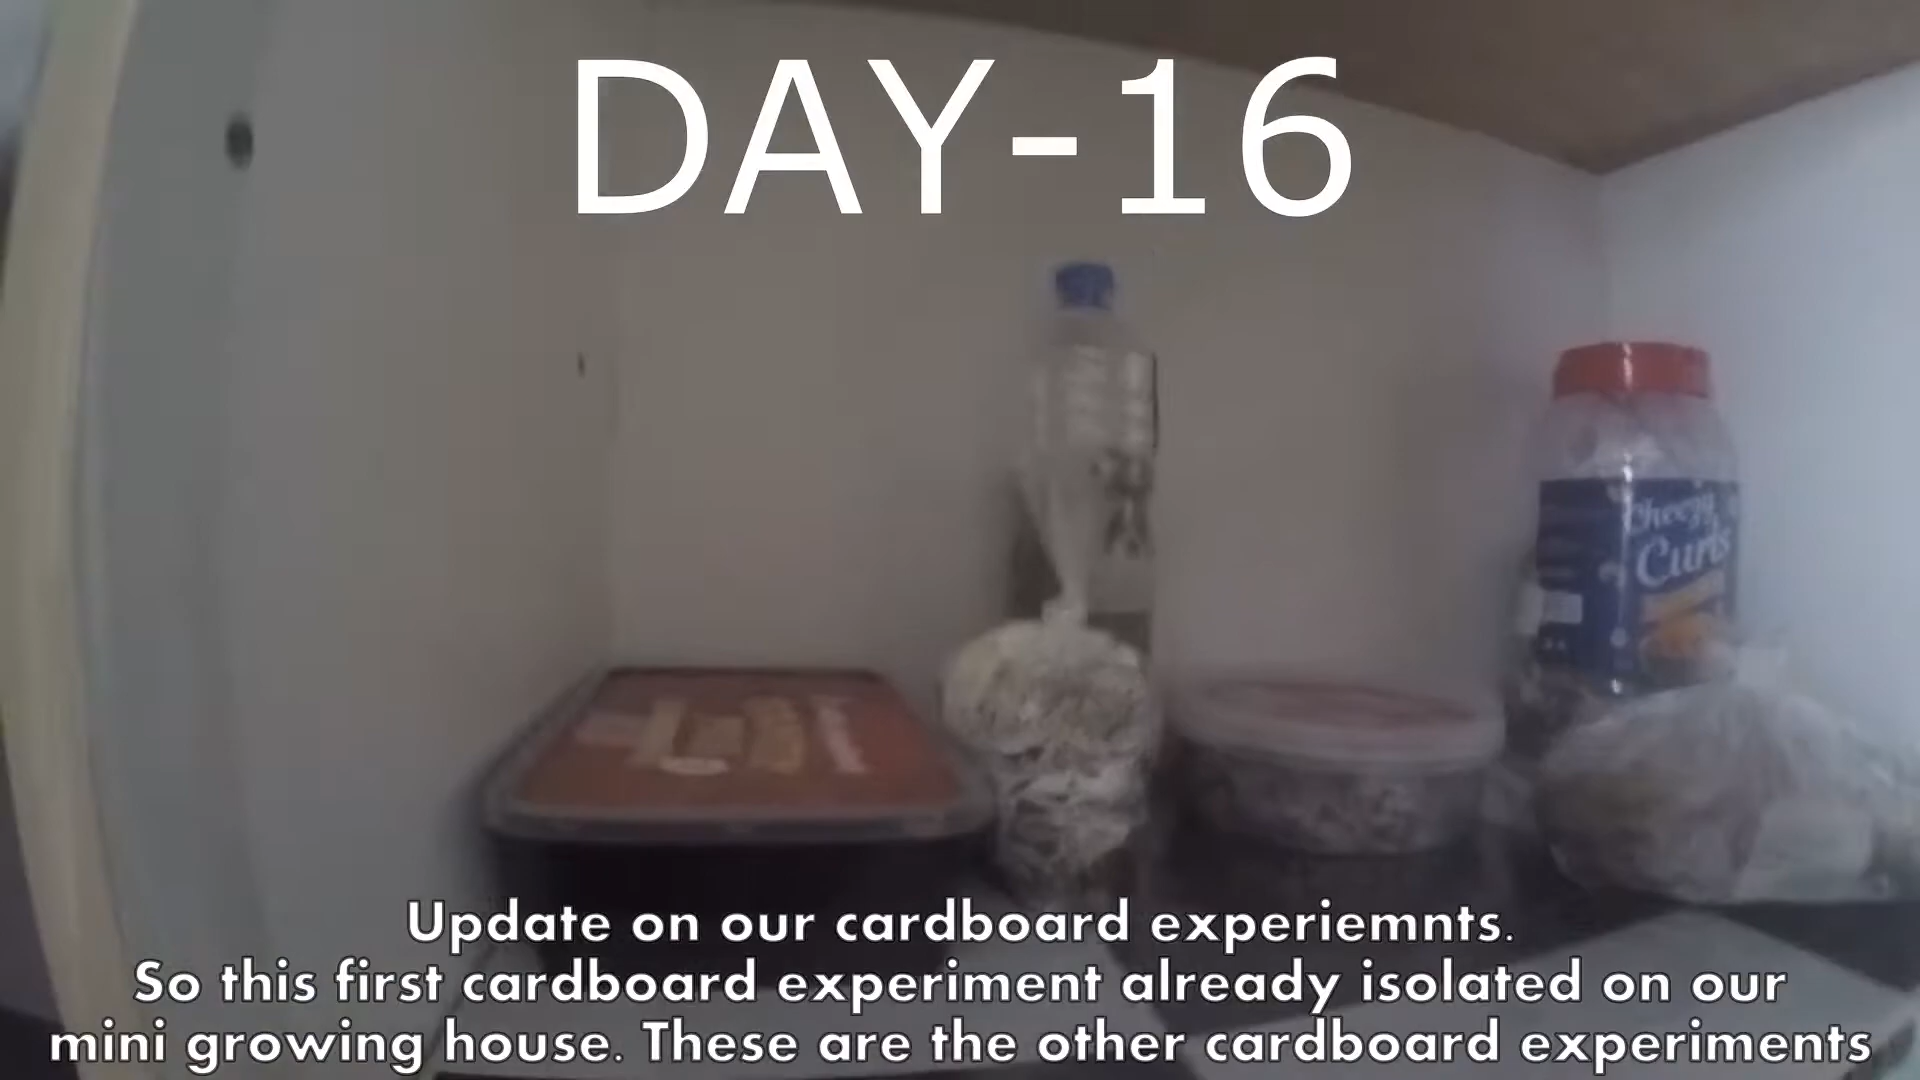 DAY-16
Cheezy
Curls
Update on our cardboard experiemnts.
So this first cardboard experiment already isolated on our
mini growing house. These are the other cardboard experiments